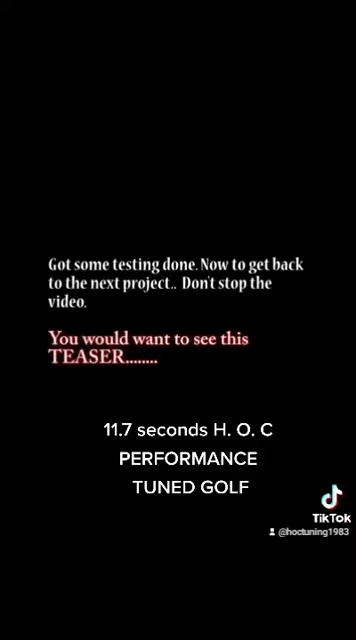 Got some testing done. Now to get back
to the next project.. Don't stop the
video.
You would want to see this
TEASER........
11.7 seconds H. O. C
PERFORMANCE
TUNED GOLF
TikTok
@hoctuning1983